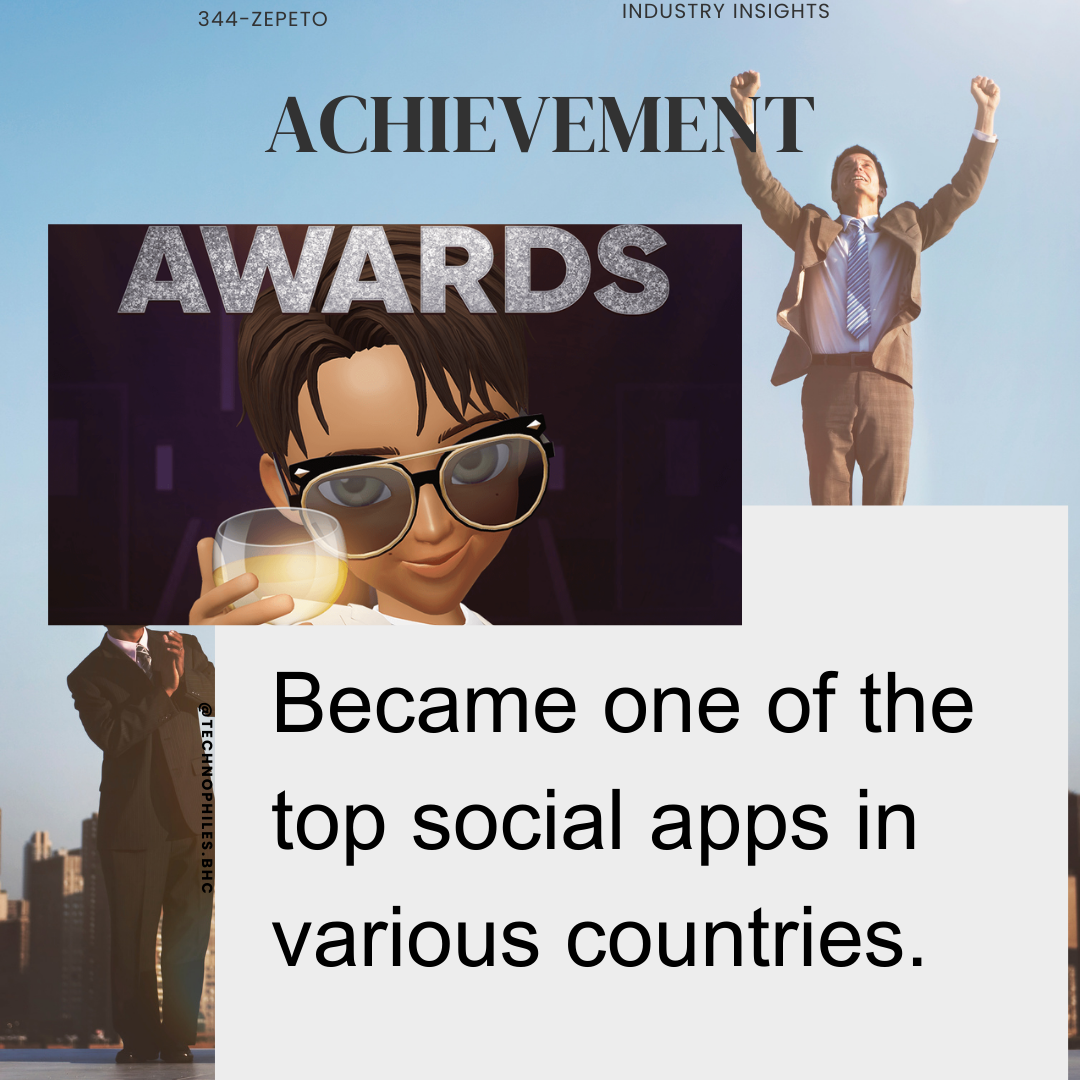 344-ZEPETO
INDUSTRY INSIGHTS
ACHIEVEMENT
AWARDS
@TECHNOPHILES.BHC
Became one of the
top social apps in
various countries.